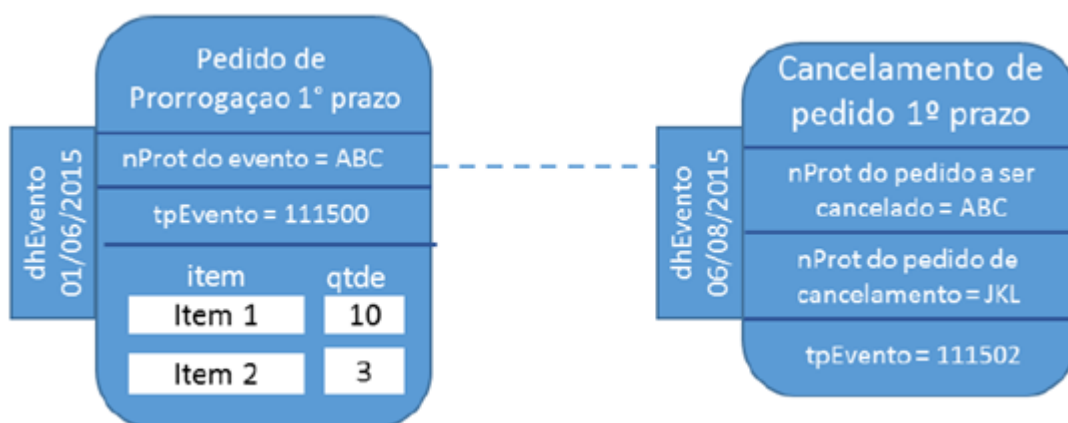 Pedido de
Prorrogaçao 1° prazo
nProt do evento = ABC
tpEvento = 111500
item qtde
Item 1 10
Item 2 3
dhEvento
01/06/2015
Cancelamento de
pedido 1º prazo
nProt do pedido a ser
cancelado = ABC
nProt do pedido de
cancelamento = JKL
tpEvento = 111502
dhEvento
06/08/2015